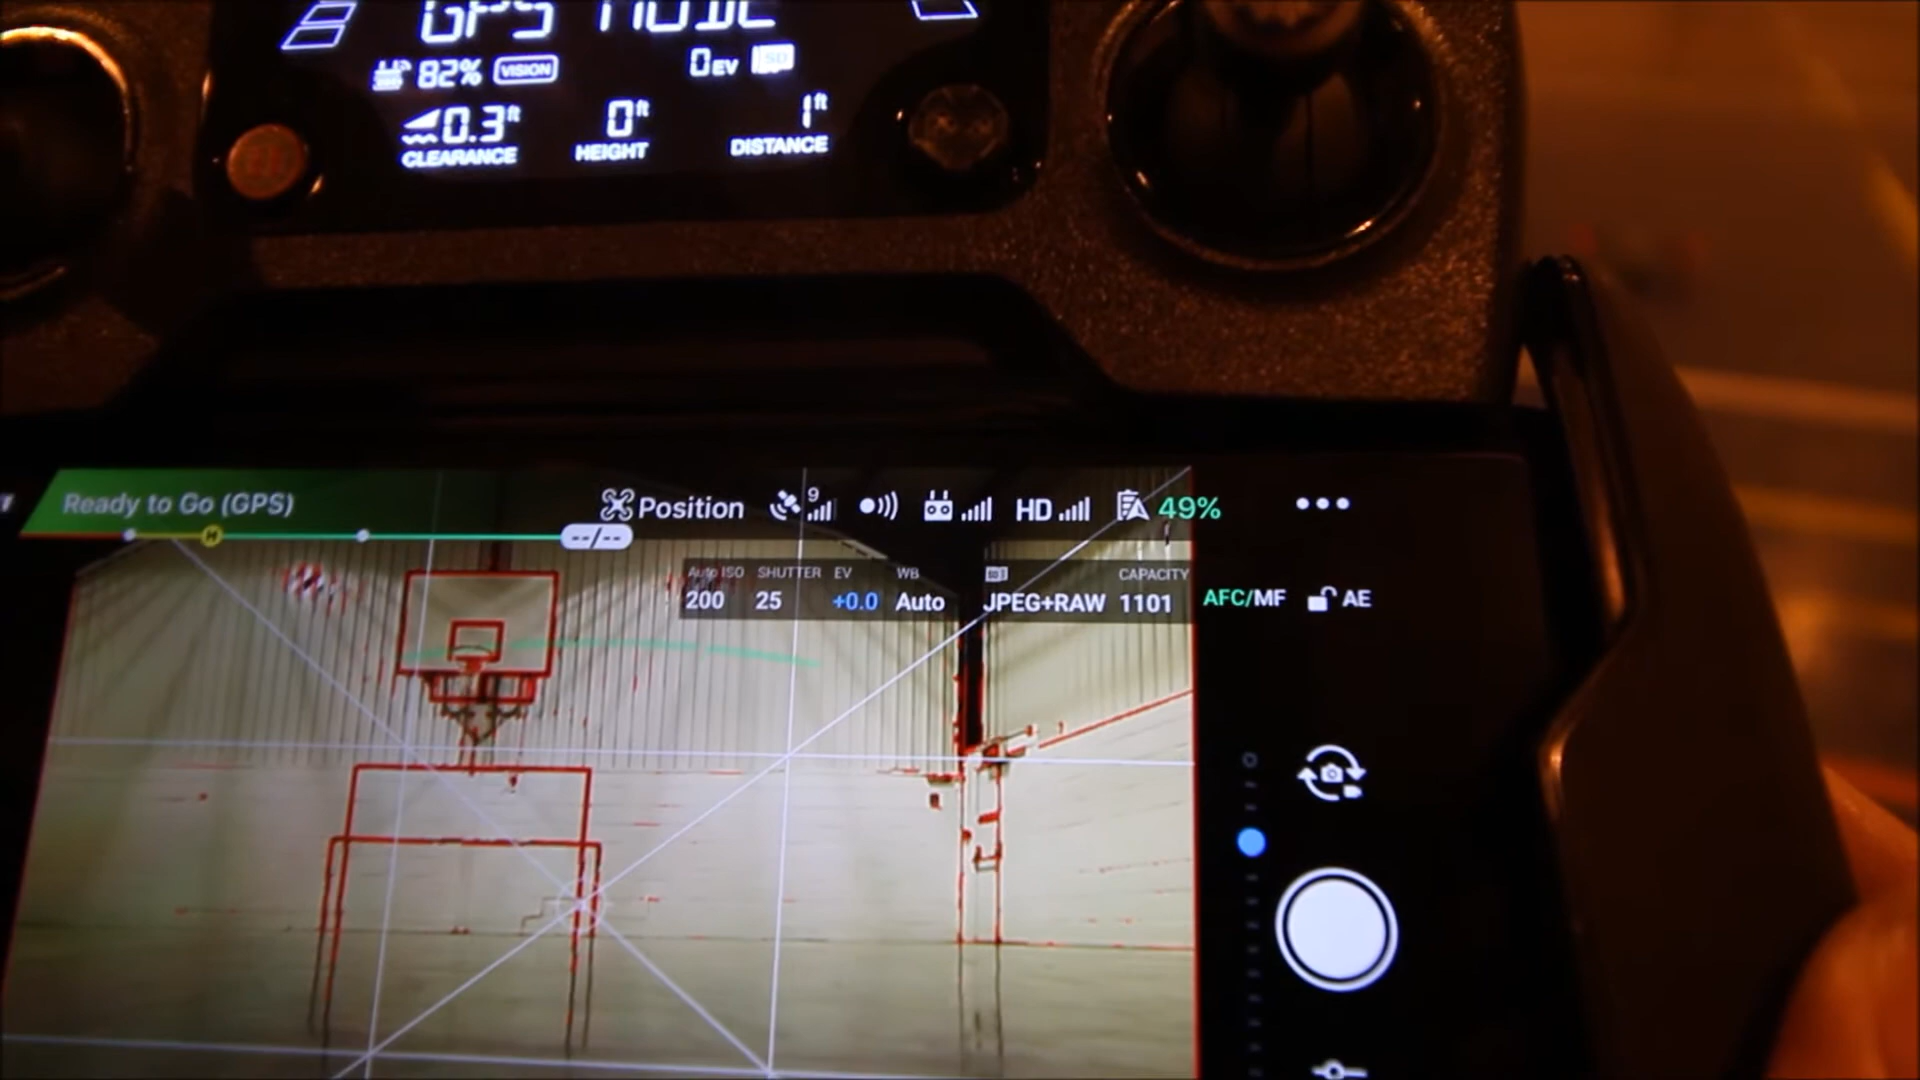 GPS MODE
82% VISION 0EV SD
0.3ft 0ft 1ft
CLEARANCE HEIGHT DISTANCE
Ready to Go (GPS) Position 9 HD 49%
H --/--
Auto ISO SHUTTER EV WB CAPACITY
200 25 +0.0 Auto JPEG+RAW 1101 AFC/MF AE